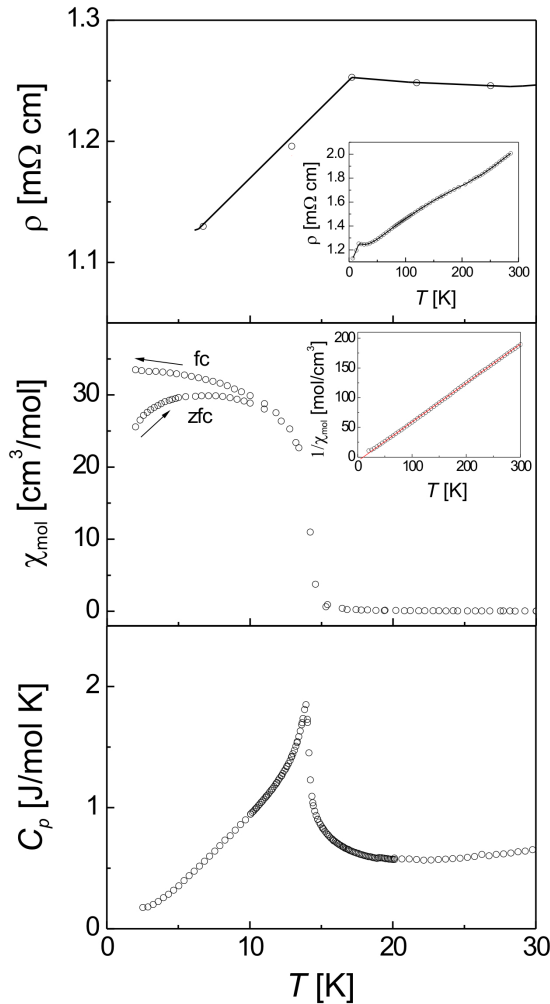 1.3
1.2
1.1
ρ [mΩ cm]
2.0
1.8
1.6
1.4
1.2
ρ [mΩ cm]
0 100 200 300
T [K]
30
20
10
0
χmol [cm³/mol]
fc
zfc
200
150
100
50
0
1/χmol [mol/cm³]
0 100 200 300
T [K]
2
1
0
Cp [J/mol K]
0 10 20 30
T [K]